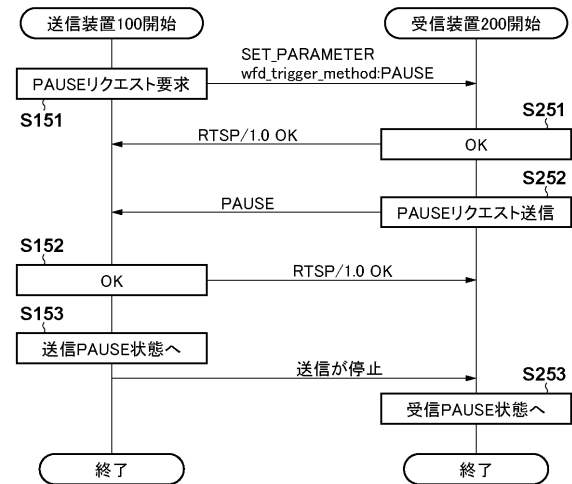 送信装置100開始
受信装置200開始
SET_PARAMETER
wfd_trigger_method:PAUSE
PAUSEリクエスト要求
S151
S251
RTSP/1.0 OK
OK
S252
PAUSE
PAUSEリクエスト送信
S152
OK
RTSP/1.0 OK
S153
送信PAUSE状態へ
送信が停止
S253
受信PAUSE状態へ
終了
終了